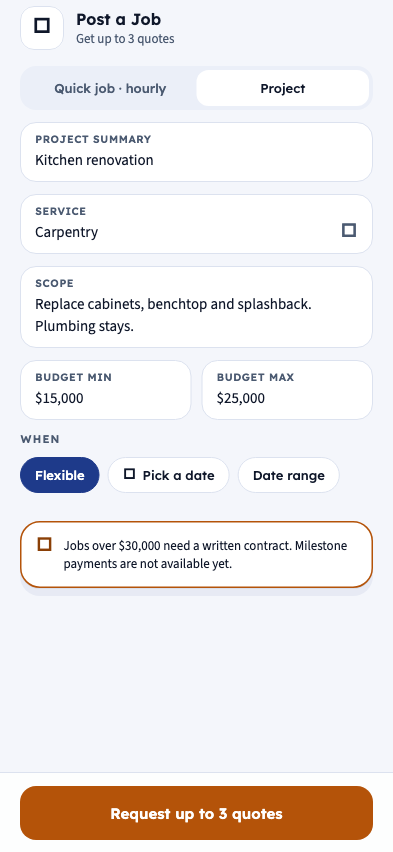 Post a Job
Get up to 3 quotes
Quick job · hourly
Project
PROJECT SUMMARY
Kitchen renovation
SERVICE
Carpentry
SCOPE
Replace cabinets, benchtop and splashback.
Plumbing stays.
BUDGET MIN
$15,000
BUDGET MAX
$25,000
WHEN
Flexible
Pick a date
Date range
Jobs over $30,000 need a written contract. Milestone
payments are not available yet.
Request up to 3 quotes